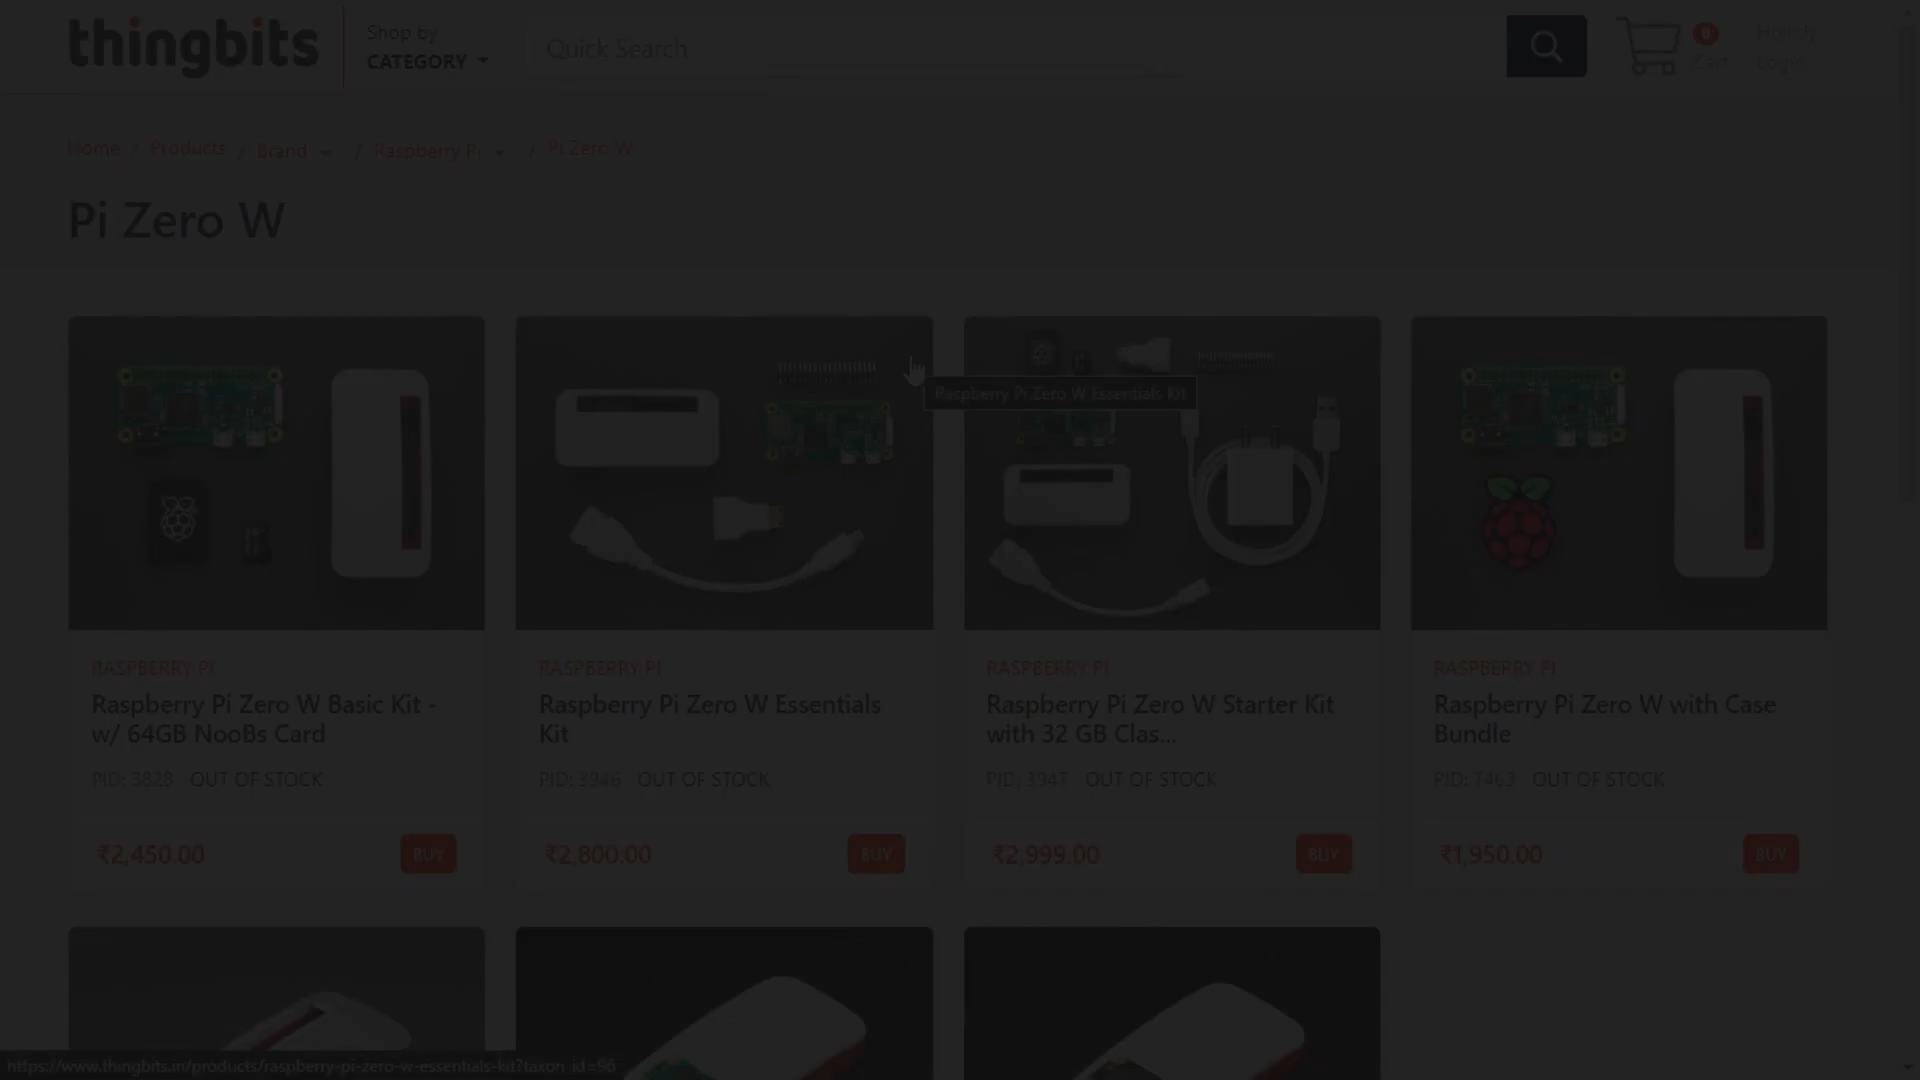 thingbits
Shop by
CATEGORY
Quick Search
0
Cart
Howdy
Login
Home / Products / Brand / Raspberry Pi / Pi Zero W
Pi Zero W
Raspberry Pi Zero W Essentials Kit
RASPBERRY PI
Raspberry Pi Zero W Basic Kit -
w/ 64GB NooBs Card
PID: 3828 OUT OF STOCK
₹2,450.00 BUY
RASPBERRY PI
Raspberry Pi Zero W Essentials
Kit
PID: 3946 OUT OF STOCK
₹2,800.00 BUY
RASPBERRY PI
Raspberry Pi Zero W Starter Kit
with 32 GB Clas...
PID: 3947 OUT OF STOCK
₹2,999.00 BUY
RASPBERRY PI
Raspberry Pi Zero W with Case
Bundle
PID: 7463 OUT OF STOCK
₹1,950.00 BUY
https://www.thingbits.in/products/raspberry-pi-zero-w-essentials-kit?taxon_id=56